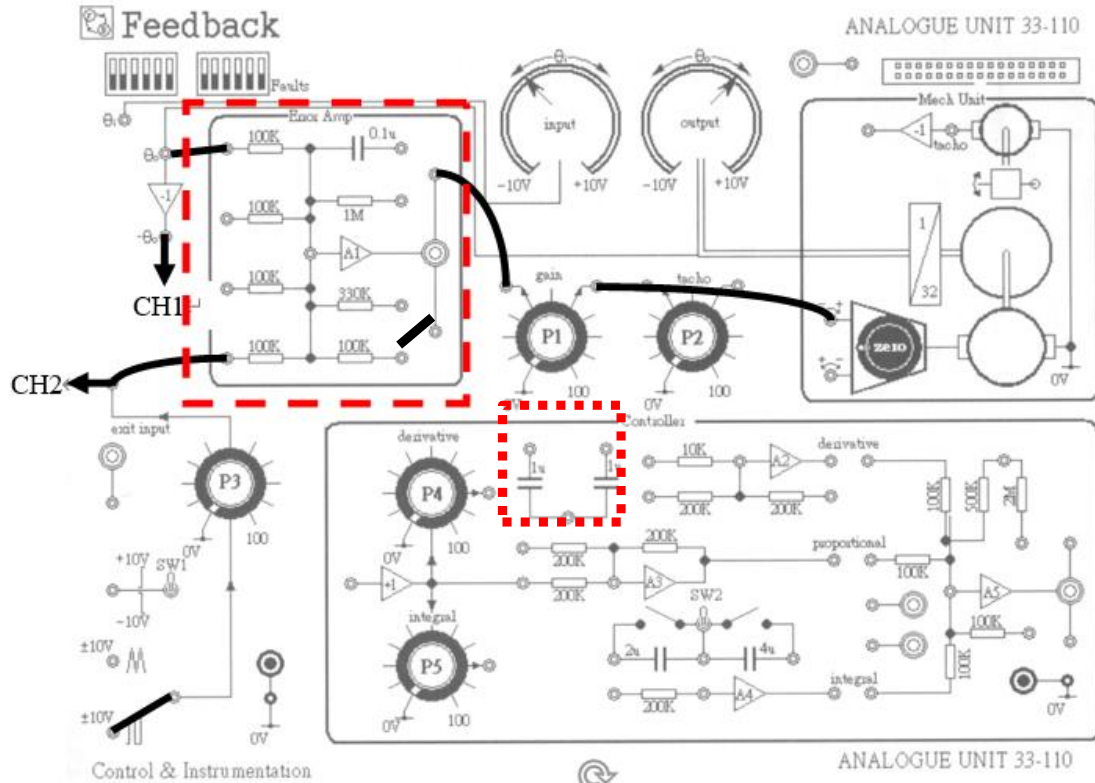 Feedback
ANALOGUE UNIT 33-110
Faults
θi
θo
input
output
Mech Unit
Error Amp
θi
100K
0.1u
-1
tacho
θo
-1
-10V
+10V
-10V
+10V
100K
1M
-θo
A1
gain
tacho
1
32
CH1
100K
330K
P1
P2
zero
100K
100K
CH2
100
100
0V
0V
0V
Controller
exit input
derivative
1u
1u
10K
A2
derivative
P3
P4
200K
200K
100K
500K
2M
0V
100
0V
100
200K
200K
proportional
+10V
SW1
+1
200K
A3
100K
SW2
A5
-10V
integral
100K
±10V
P5
2u
4u
100K
integral
±10V
0V
100
200K
A4
0V
0V
Control & Instrumentation
ANALOGUE UNIT 33-110